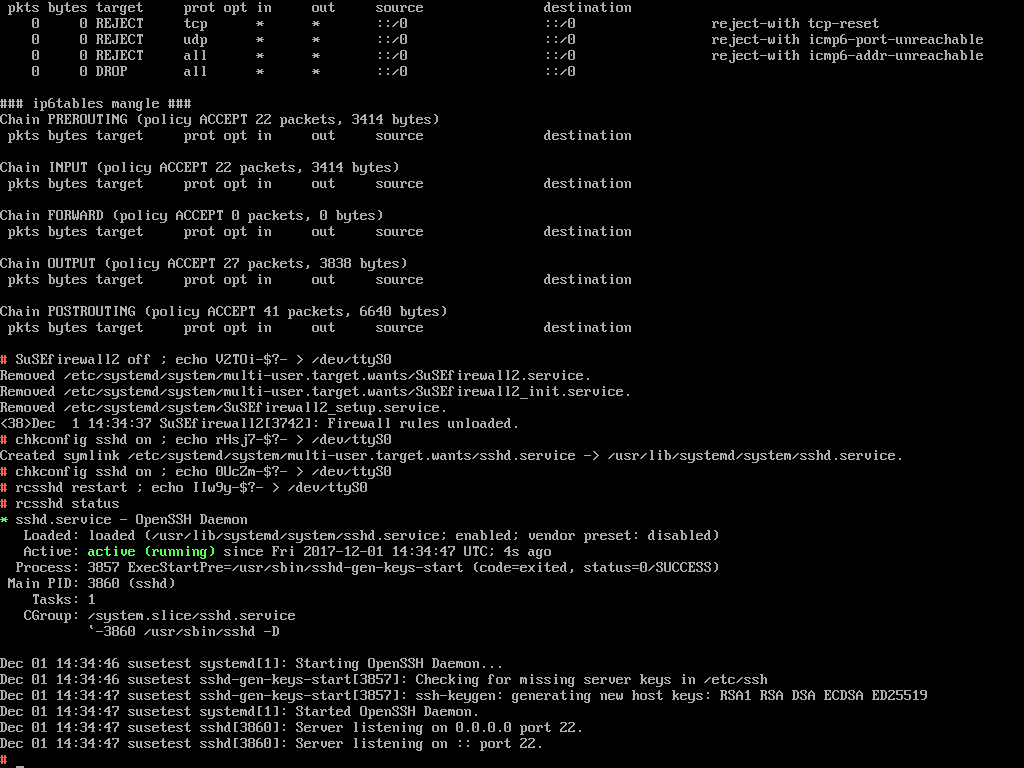 pkts bytes target     prot opt in     out     source               destination
    0     0 REJECT     tcp      *      *       ::/0                 ::/0                 reject-with tcp-reset
    0     0 REJECT     udp      *      *       ::/0                 ::/0                 reject-with icmp6-port-unreachable
    0     0 REJECT     all      *      *       ::/0                 ::/0                 reject-with icmp6-addr-unreachable
    0     0 DROP       all      *      *       ::/0                 ::/0

### ip6tables mangle ###
Chain PREROUTING (policy ACCEPT 22 packets, 3414 bytes)
 pkts bytes target     prot opt in     out     source               destination

Chain INPUT (policy ACCEPT 22 packets, 3414 bytes)
 pkts bytes target     prot opt in     out     source               destination

Chain FORWARD (policy ACCEPT 0 packets, 0 bytes)
 pkts bytes target     prot opt in     out     source               destination

Chain OUTPUT (policy ACCEPT 27 packets, 3838 bytes)
 pkts bytes target     prot opt in     out     source               destination

Chain POSTROUTING (policy ACCEPT 41 packets, 6640 bytes)
 pkts bytes target     prot opt in     out     source               destination

# SuSEfirewall2 off ; echo V2TOi-$?- > /dev/ttyS0
Removed /etc/systemd/system/multi-user.target.wants/SuSEfirewall2.service.
Removed /etc/systemd/system/multi-user.target.wants/SuSEfirewall2_init.service.
Removed /etc/systemd/system/SuSEfirewall2_setup.service.
<38>Dec  1 14:34:37 SuSEfirewall2[3742]: Firewall rules unloaded.
# chkconfig sshd on ; echo rHsj7-$?- > /dev/ttyS0
Created symlink /etc/systemd/system/multi-user.target.wants/sshd.service -> /usr/lib/systemd/system/sshd.service.
# chkconfig sshd on ; echo 0UcZm-$?- > /dev/ttyS0
# rcsshd restart ; echo IIw9y-$?- > /dev/ttyS0
# rcsshd status
* sshd.service - OpenSSH Daemon
   Loaded: loaded (/usr/lib/systemd/system/sshd.service; enabled; vendor preset: disabled)
   Active: active (running) since Fri 2017-12-01 14:34:47 UTC; 4s ago
  Process: 3857 ExecStartPre=/usr/sbin/sshd-gen-keys-start (code=exited, status=0/SUCCESS)
 Main PID: 3860 (sshd)
    Tasks: 1
   CGroup: /system.slice/sshd.service
           `-3860 /usr/sbin/sshd -D

Dec 01 14:34:46 susetest systemd[1]: Starting OpenSSH Daemon...
Dec 01 14:34:46 susetest sshd-gen-keys-start[3857]: Checking for missing server keys in /etc/ssh
Dec 01 14:34:47 susetest sshd-gen-keys-start[3857]: ssh-keygen: generating new host keys: RSA1 RSA DSA ECDSA ED25519
Dec 01 14:34:47 susetest systemd[1]: Started OpenSSH Daemon.
Dec 01 14:34:47 susetest sshd[3860]: Server listening on 0.0.0.0 port 22.
Dec 01 14:34:47 susetest sshd[3860]: Server listening on :: port 22.
# _